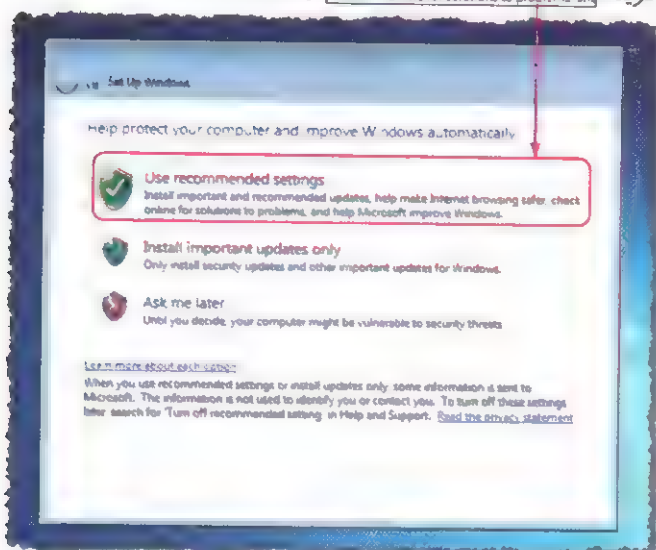 Set Up Windows
Help protect your computer and improve Windows automatically
Use recommended settings
Install important and recommended updates, help make Internet browsing safer, check
online for solutions to problems, and help Microsoft improve Windows.
Install important updates only
Only install security updates and other important updates for Windows.
Ask me later
Until you decide, your computer might be vulnerable to security threats
Learn more about each option
When you use recommended settings or install updates only, some information is sent to
Microsoft. The information is not used to identify you or contact you. To turn off these settings
later search for 'Turn off recommended setting' in Help and Support. Read the privacy statement